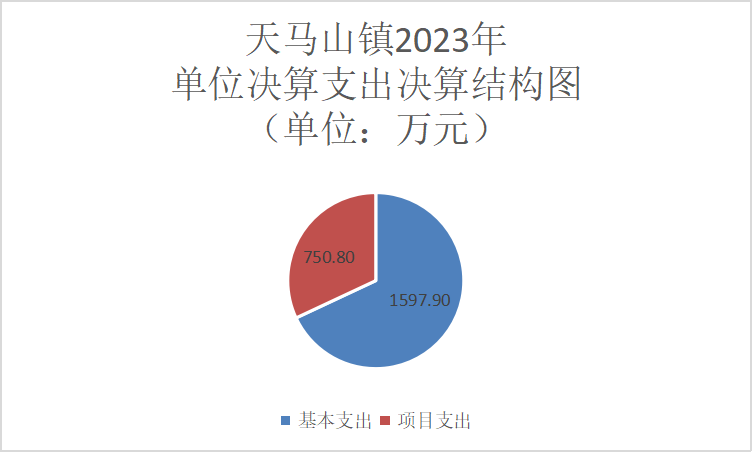 天马山镇2023年
单位决算支出决算结构图
（单位：万元）
750.80
1597.90
基本支出 项目支出